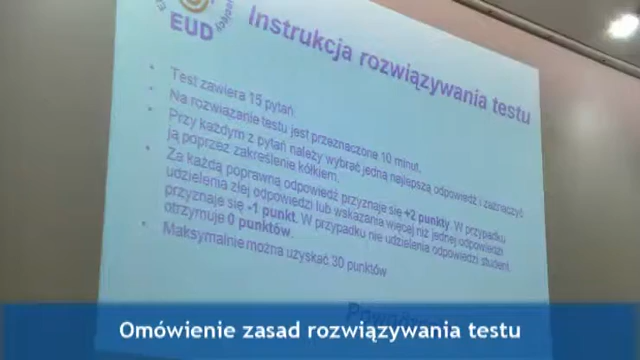 EUD
Instrukcja rozwiązywania testu
• Test zawiera 15 pytań.
• Na rozwiązanie testu jest przeznaczone 10 minut.
• Przy każdym z pytań należy wybrać jedną najlepszą odpowiedź i zaznaczyć
ją poprzez zakreślenie kółkiem.
• Za każdą poprawną odpowiedź przyznaje się +2 punkty. W przypadku
udzielenia złej odpowiedzi lub wskazania więcej niż jednej odpowiedzi
przyznaje się -1 punkt. W przypadku nie udzielenia odpowiedzi student
otrzymuje 0 punktów.
• Maksymalnie można uzyskać 30 punktów
Omówienie zasad rozwiązywania testu